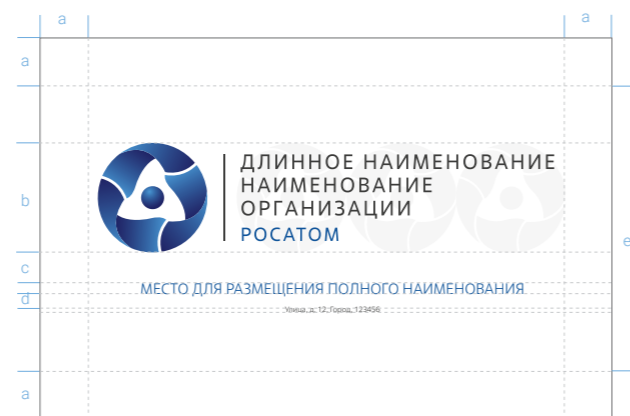 a a
a
ДЛИННОЕ НАИМЕНОВАНИЕ
НАИМЕНОВАНИЕ
ОРГАНИЗАЦИИ
РОСАТОМ
b
e
c
МЕСТО ДЛЯ РАЗМЕЩЕНИЯ ПОЛНОГО НАИМЕНОВАНИЯ
d
Улица, д. 12, Город, 123456
a